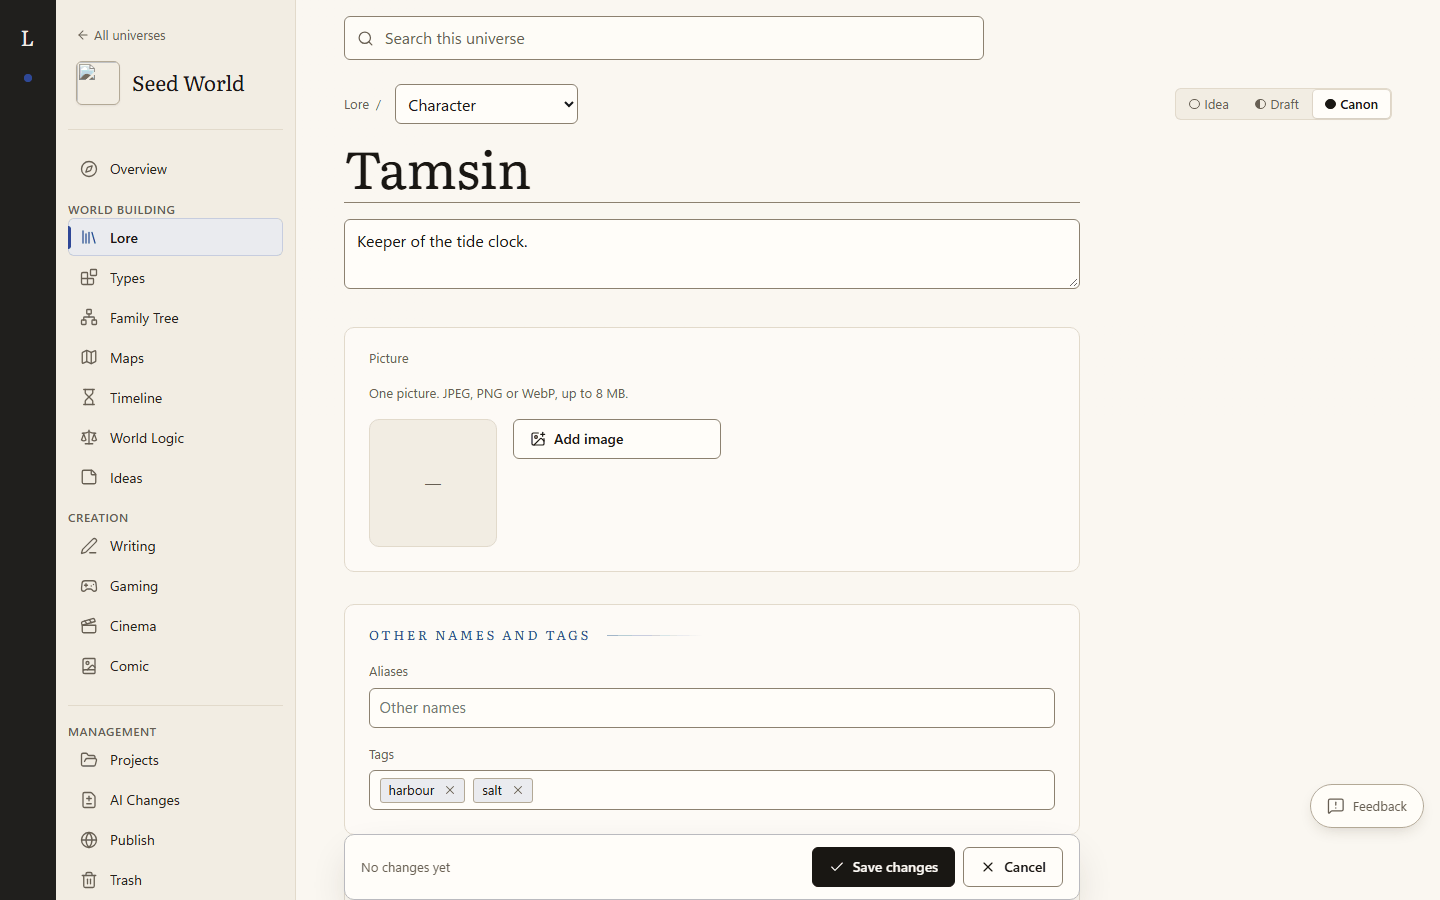 L
All universes
Seed World
Overview
WORLD BUILDING
Lore
Types
Family Tree
Maps
Timeline
World Logic
Ideas
CREATION
Writing
Gaming
Cinema
Comic
MANAGEMENT
Projects
AI Changes
Publish
Trash
Search this universe
Lore / Character
Idea Draft Canon
Tamsin
Keeper of the tide clock.
Picture
One picture. JPEG, PNG or WebP, up to 8 MB.
—
Add image
OTHER NAMES AND TAGS
Aliases
Other names
Tags
harbour salt
No changes yet
Save changes Cancel
Feedback